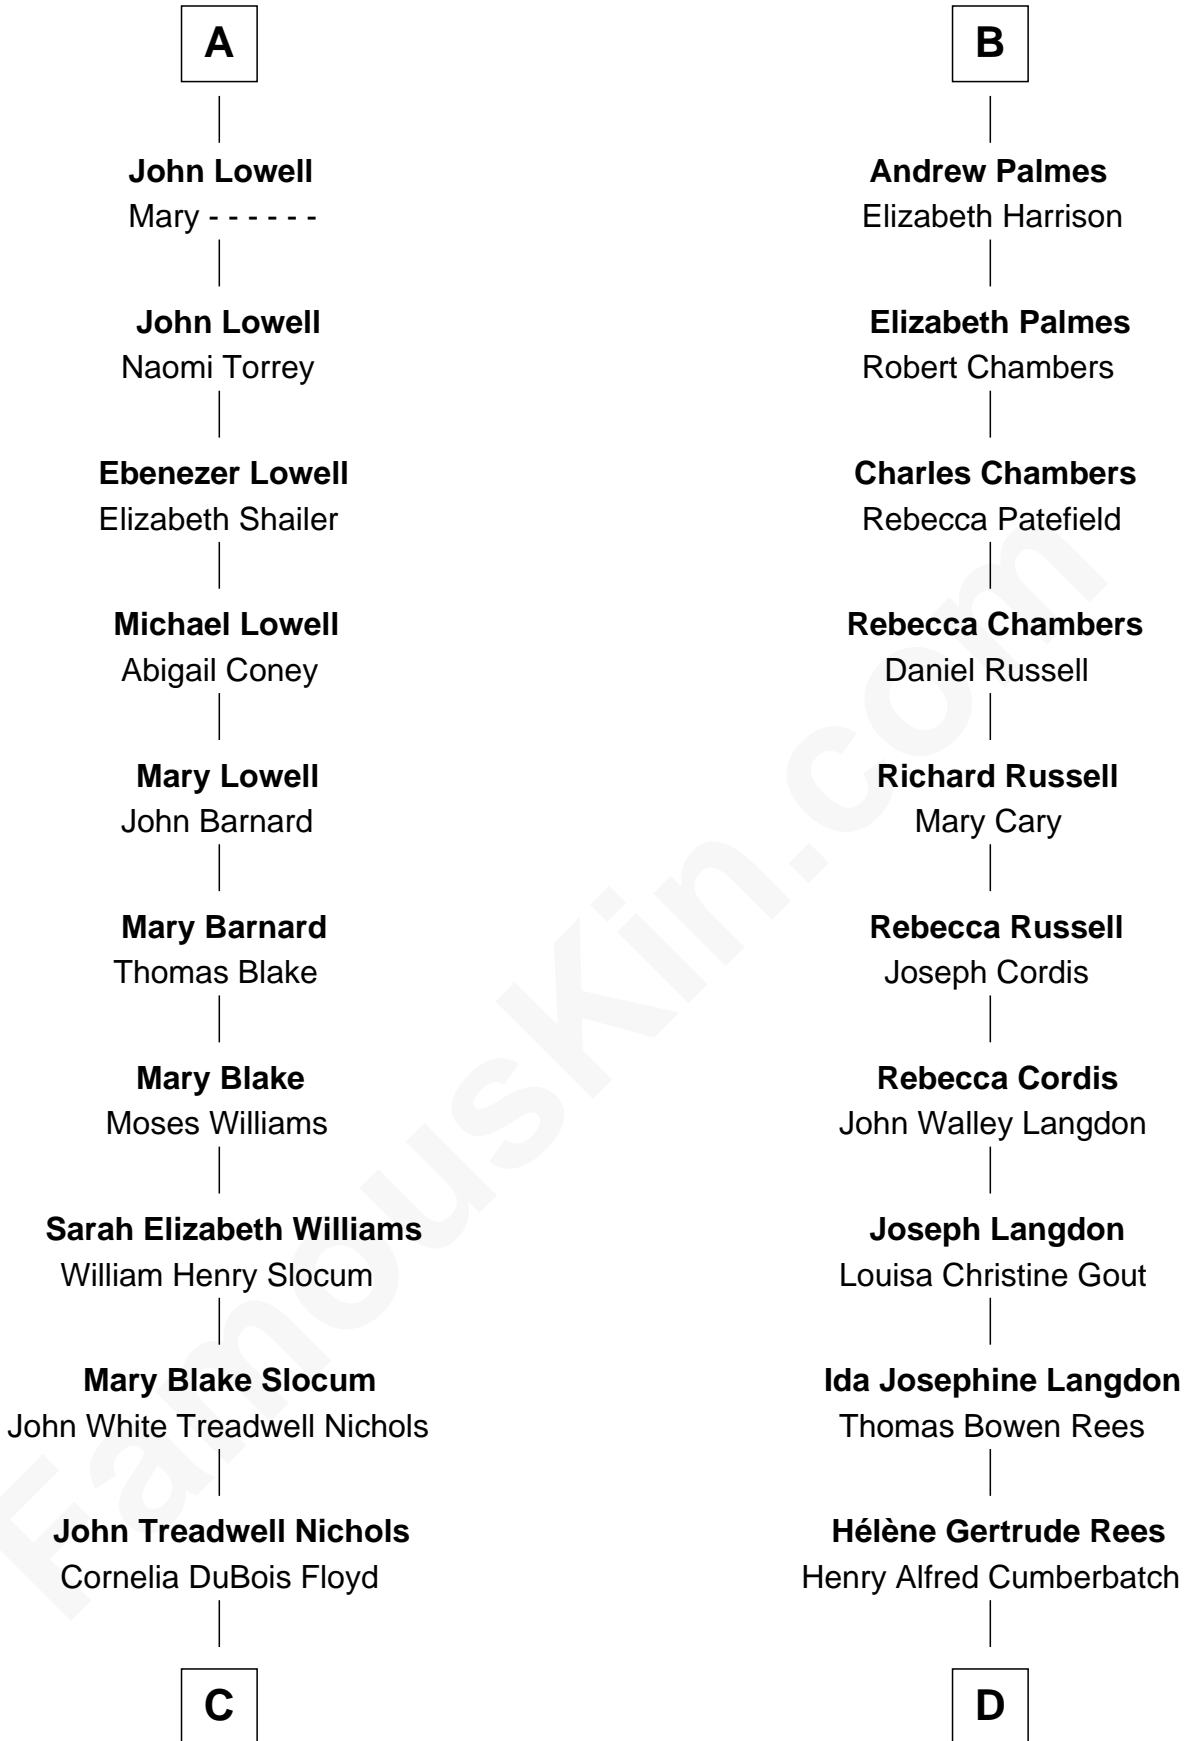 A
John Lowell
Mary - - - - - -
John Lowell
Naomi Torrey
Ebenezer Lowell
Elizabeth Shailer
Michael Lowell
Abigail Coney
Mary Lowell
John Barnard
Mary Barnard
Thomas Blake
Mary Blake
Moses Williams
Sarah Elizabeth Williams
William Henry Slocum
Mary Blake Slocum
John White Treadwell Nichols
John Treadwell Nichols
Cornelia DuBois Floyd
C
B
Andrew Palmes
Elizabeth Harrison
Elizabeth Palmes
Robert Chambers
Charles Chambers
Rebecca Patefield
Rebecca Chambers
Daniel Russell
Richard Russell
Mary Cary
Rebecca Russell
Joseph Cordis
Rebecca Cordis
John Walley Langdon
Joseph Langdon
Louisa Christine Gout
Ida Josephine Langdon
Thomas Bowen Rees
Hélène Gertrude Rees
Henry Alfred Cumberbatch
D
FamousKin.com